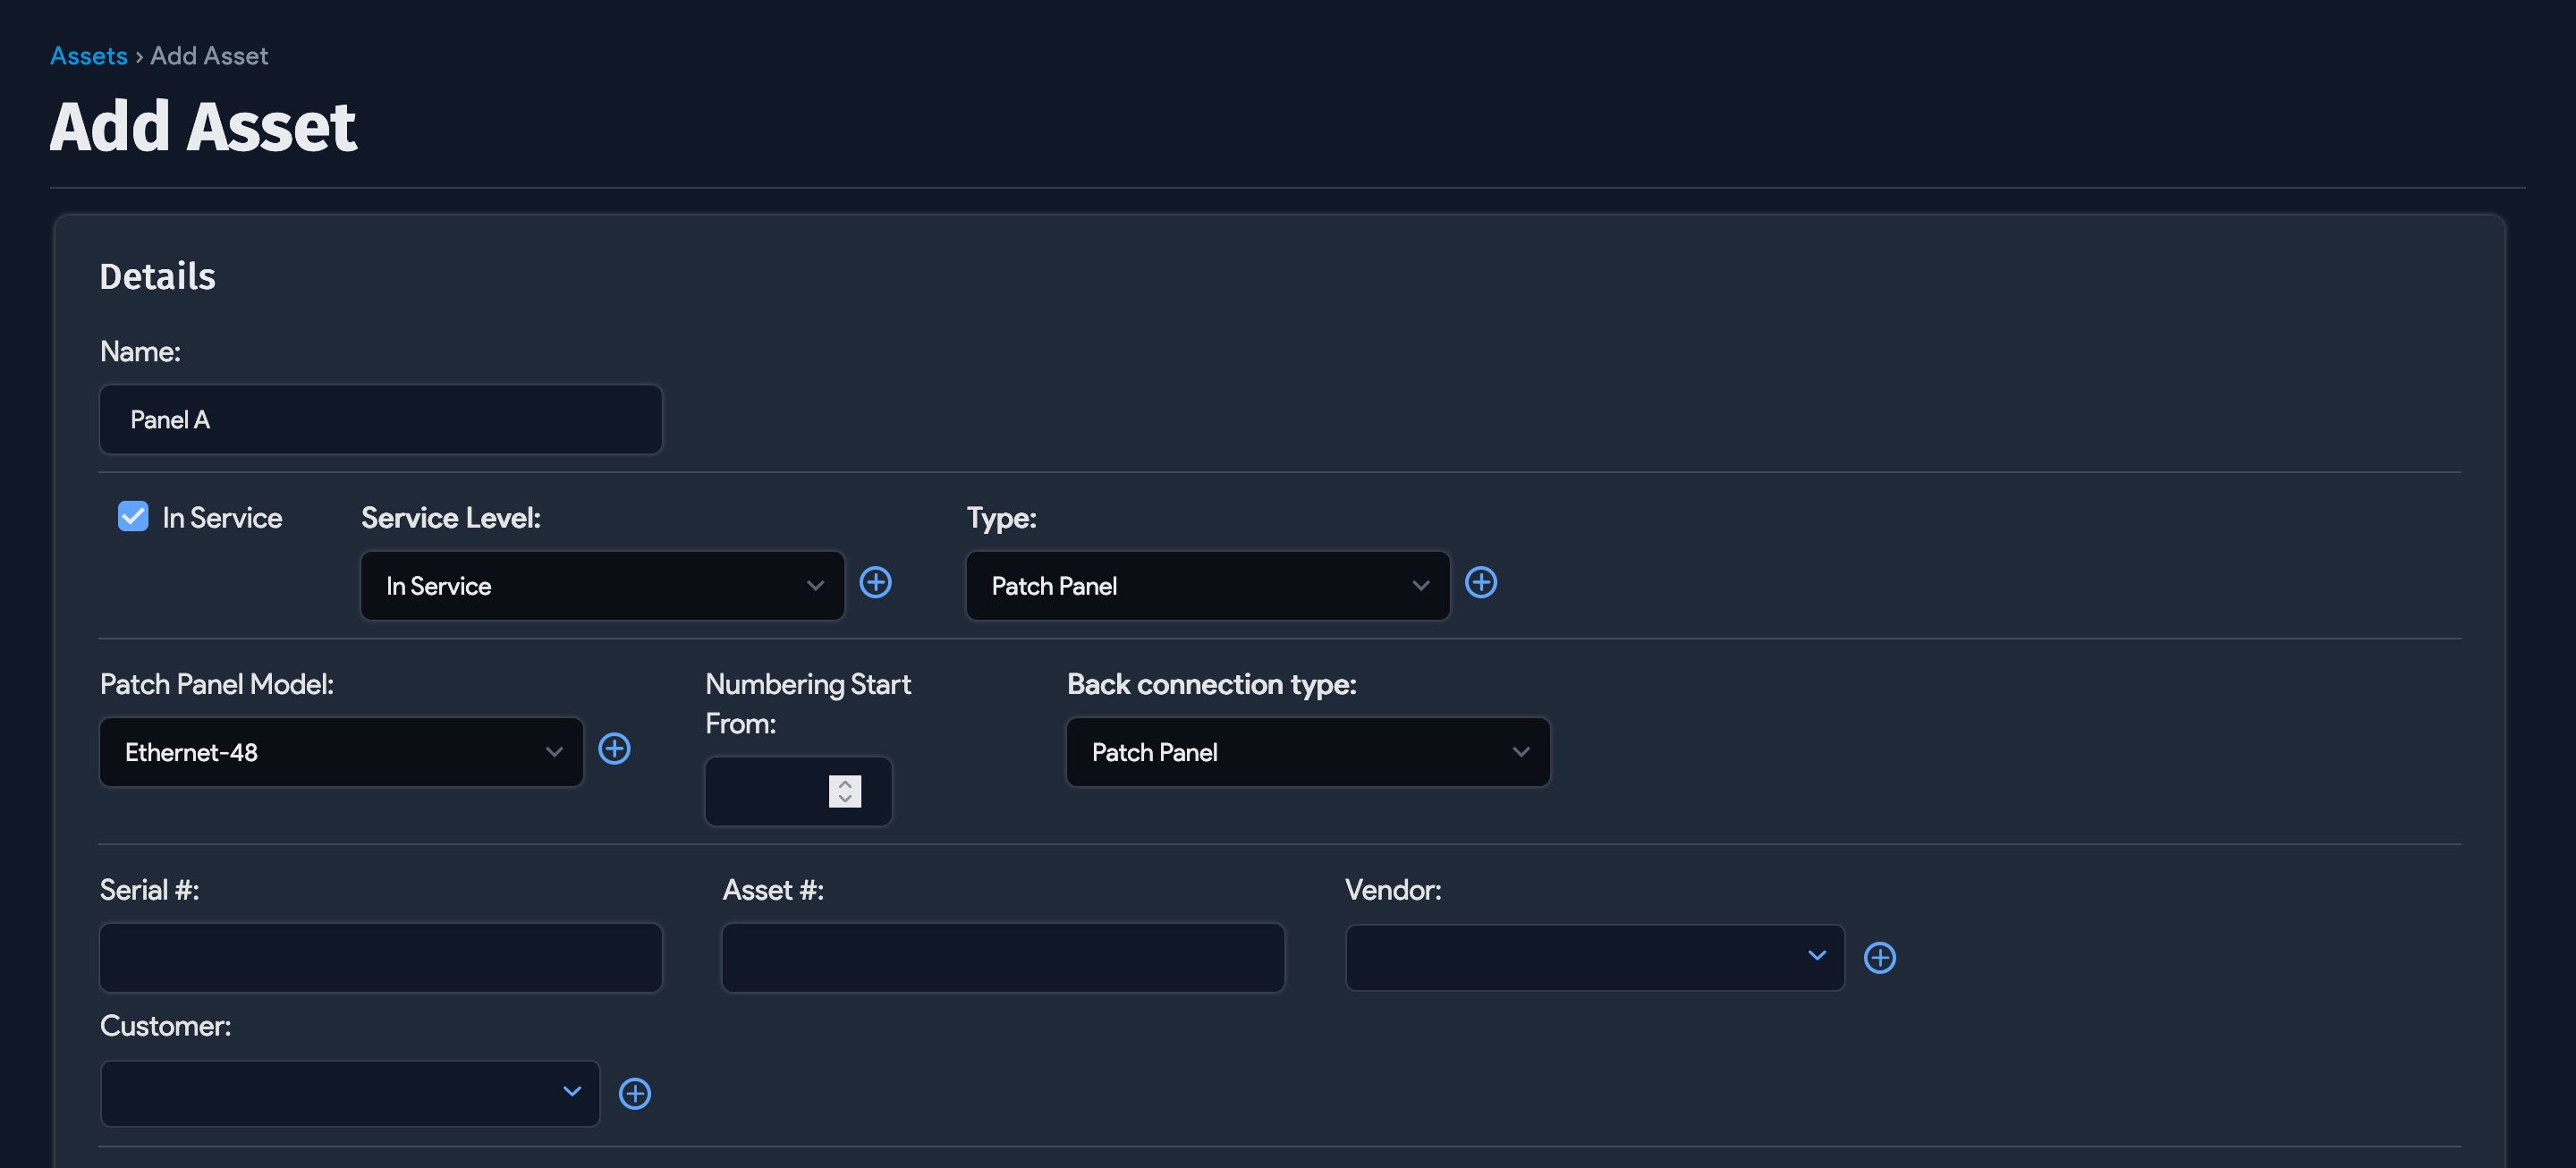 Assets › Add Asset
Add Asset
Details
Name:
Panel A
In Service
Service Level:
In Service
Type:
Patch Panel
Patch Panel Model:
Ethernet-48
Numbering Start
From:
Back connection type:
Patch Panel
Serial #:
Asset #:
Vendor:
Customer: